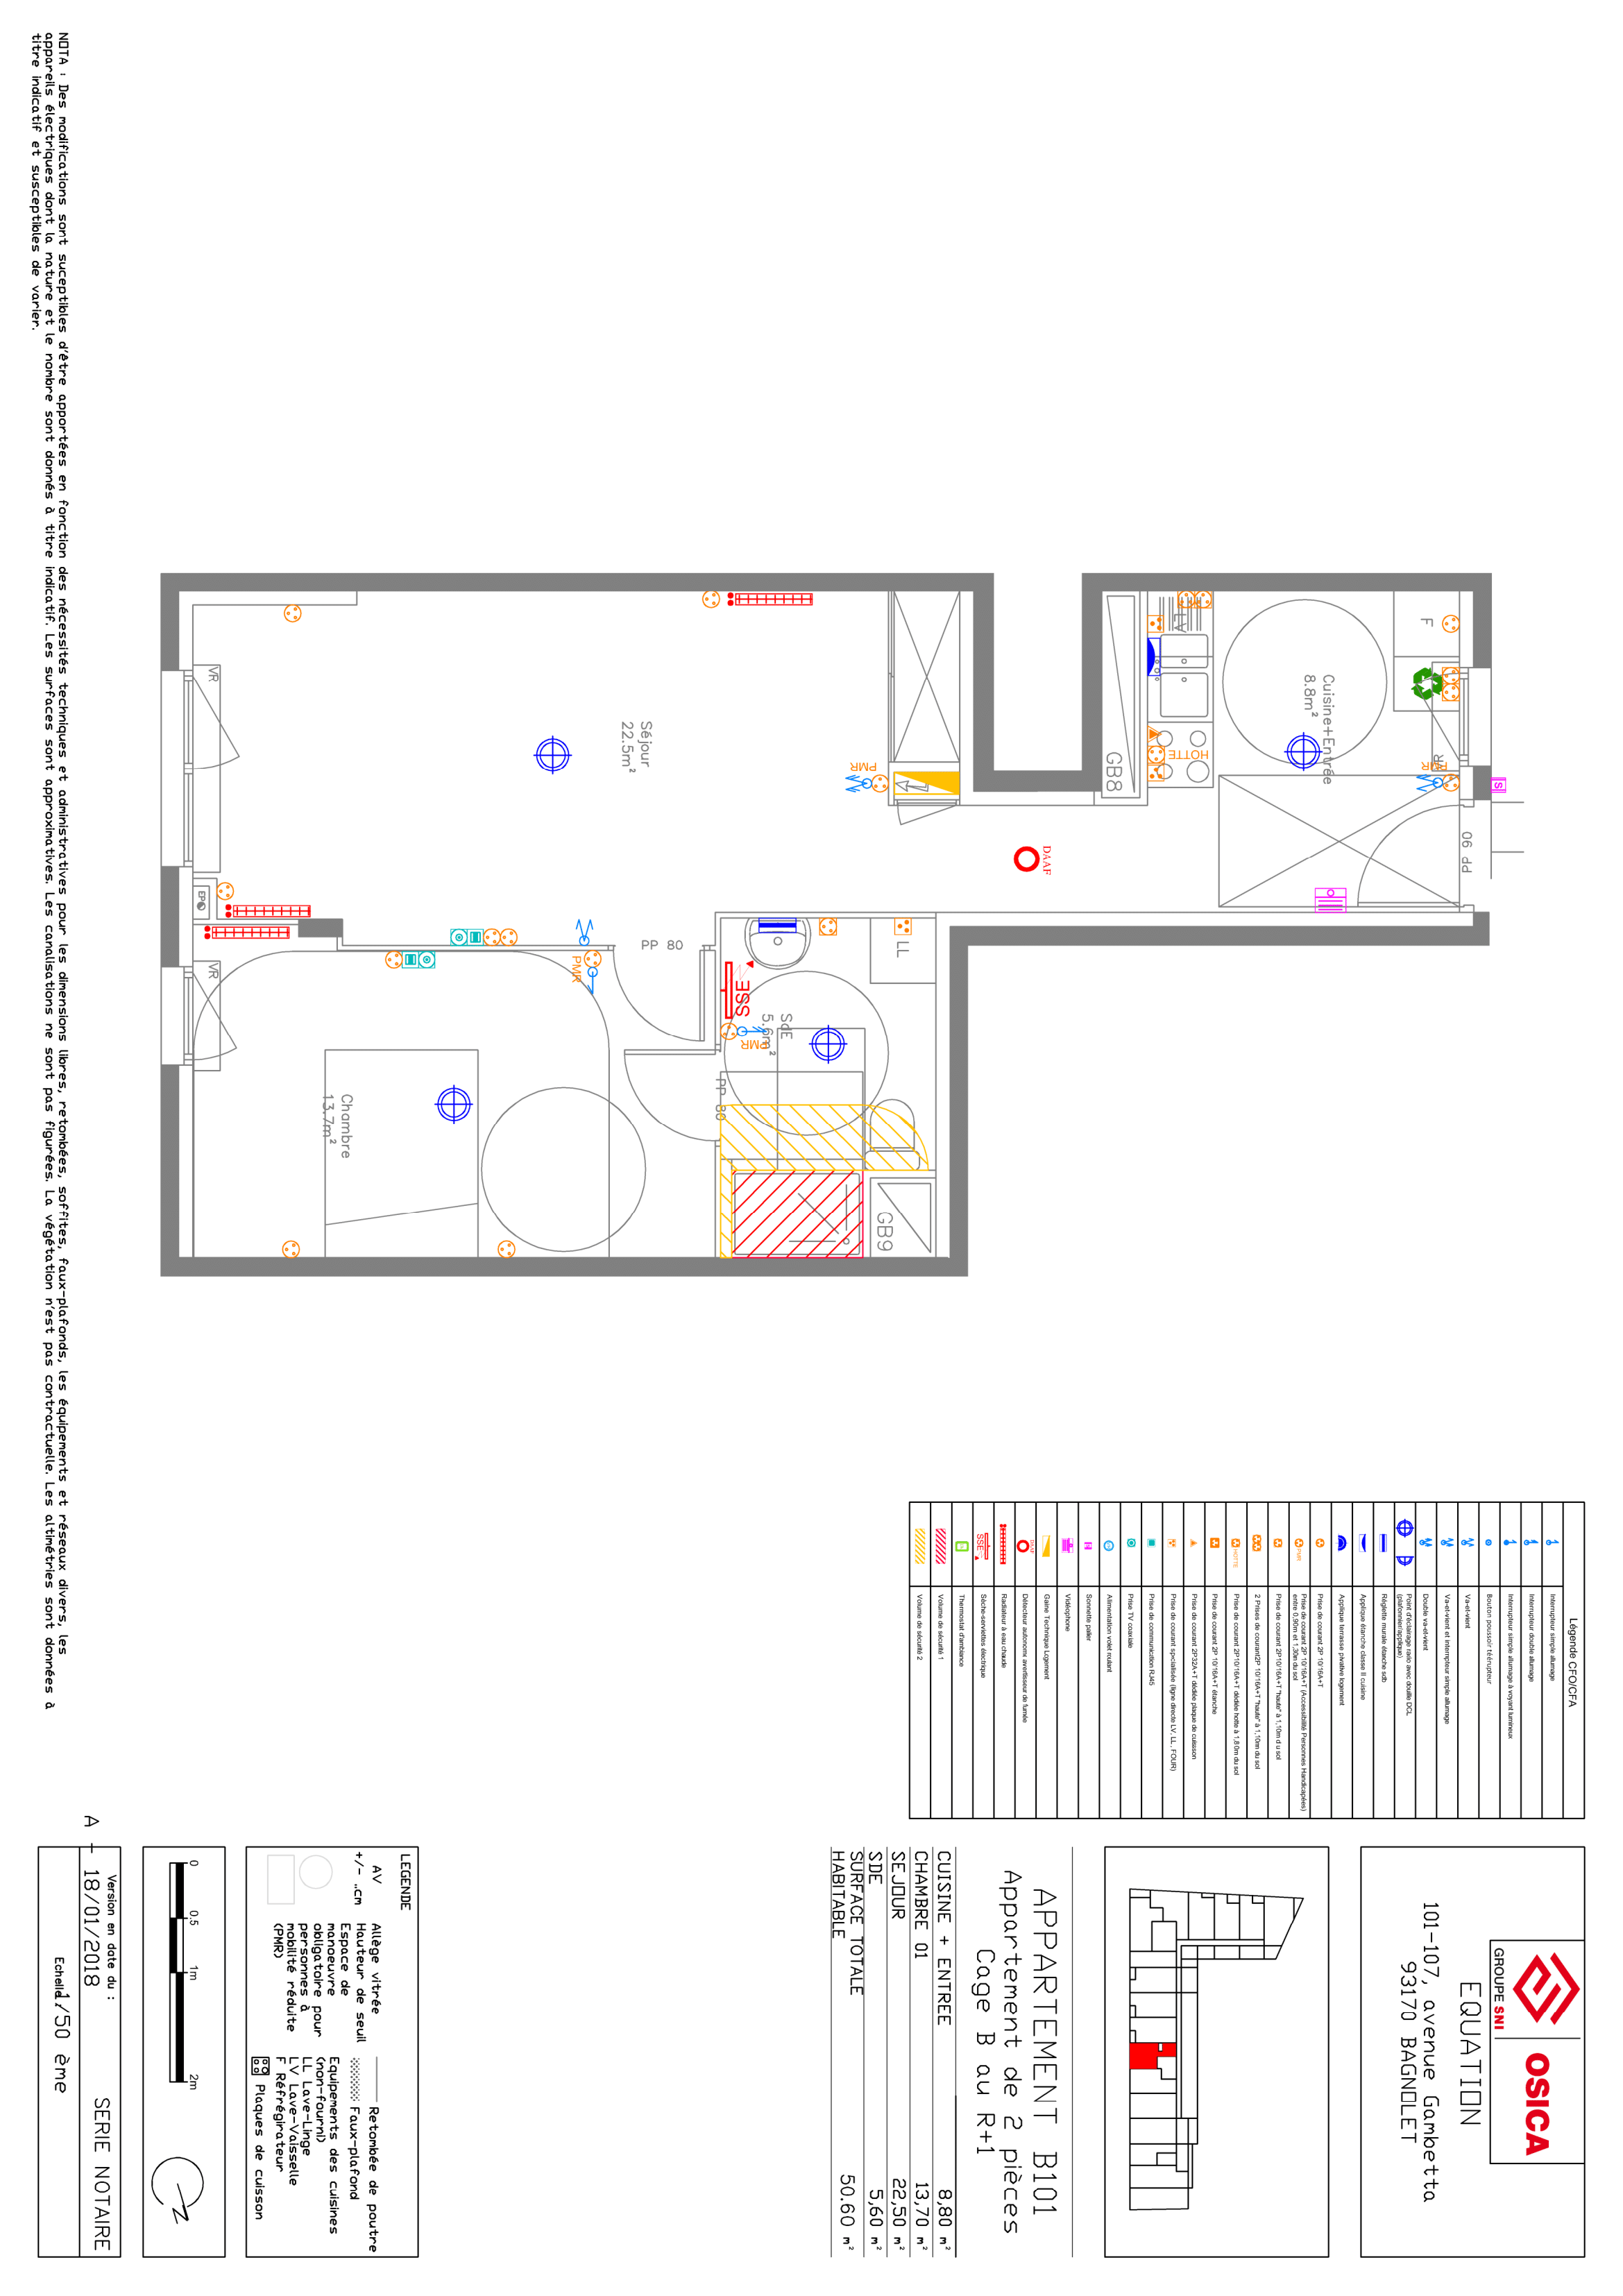 GROUPE SNI
OSICA
EQUATION
101-107, avenue Gambetta
93170 BAGNOLET
APPARTEMENT B101
Appartement de 2 pièces
Cage B au R+1
CUISINE + ENTREE 8,80 m²
CHAMBRE 01 13,70 m²
SEJOUR 22,50 m²
SDE 5,60 m²
SURFACE TOTALE
HABITABLE 50.60 m²
LEGENDE
AV Allège vitrée
+/- ..cm Hauteur de seuil
Espace de
manoeuvre
obligatoire pour
personnes à
mobilité réduite
(PMR)
Retombée de poutre
Faux-plafond
Equipements des cuisines
(non-fourni)
LL Lave-Linge
LV Lave-Vaisselle
F Réfrégirateur
Plaques de cuisson
0 0.5 1m 2m
N
Version en date du :
A - 18/01/2018
SERIE NOTAIRE
Echelle 1/50 ème
Légende CFO/CFA
Interrupteur simple allumage
Interrupteur double allumage
Interrupteur simple allumage à voyant lumineux
Bouton poussoir télérupteur
Va-et-vient
Va-et-vient et interrupteur simple allumage
Double va-et-vient
Point d'éclairage radio avec douille DCL
(plafonnier/applique)
Réglette murale étanche sdb
Applique étanche classe II cuisine
Applique terrasse privative logement
Prise de courant 2P 10/16A+T
PMR
Prise de courant 2P 10/16A+T (Accessibilité Personnes Handicapées)
entre 0,90m et 1,30m du sol
Prise de courant 2P10/16A+T "haute" à 1,10m du sol
2 Prises de courant2P 10/16A+T "haute" à 1,10m du sol
HOTTE
Prise de courant 2P10/16A+T dédiée hotte à 1,80m du sol
Prise de courant 2P 10/16A+T étanche
Prise de courant 2P32A+T dédiée plaque de cuisson
Prise de courant spécialisée (ligne directe LV, LL , FOUR)
Prise de communication RJ45
Prise TV coaxiale
Alimentation volet roulant
Sonnette palier
Vidéophone
Gaine Technique Logement
DAAF
Détecteur autonome avertisseur de fumée
Radiateur à eau chaude
SSE
Sèche-serviettes électrique
Thermostat d'ambiance
Volume de sécurité 1
Volume de sécurité 2
F
Cuisine+Entrée
8.8m²
VR
PMR
S
PP 90
LV
HOTTE
GB8
DAAF
PMR
Séjour
22.5m²
VR
EP
PP 80
LL
SSE
SdE
5.6m²
PMR
PMR
PP 80
GB9
VR
Chambre
13.7m²
NOTA : Des modifications sont suceptibles d'être apportées en fonction des nécessités techniques et administratives pour les dimensions libres, retombées, soffites, faux-plafonds, les équipements et réseaux divers, les
appareils électriques dont la nature et le nombre sont donnés à titre indicatif. Les surfaces sont approximatives. Les canalisations ne sont pas figurées. La végétation n'est pas contractuelle. Les altimétries sont données à
titre indicatif et susceptibles de varier.